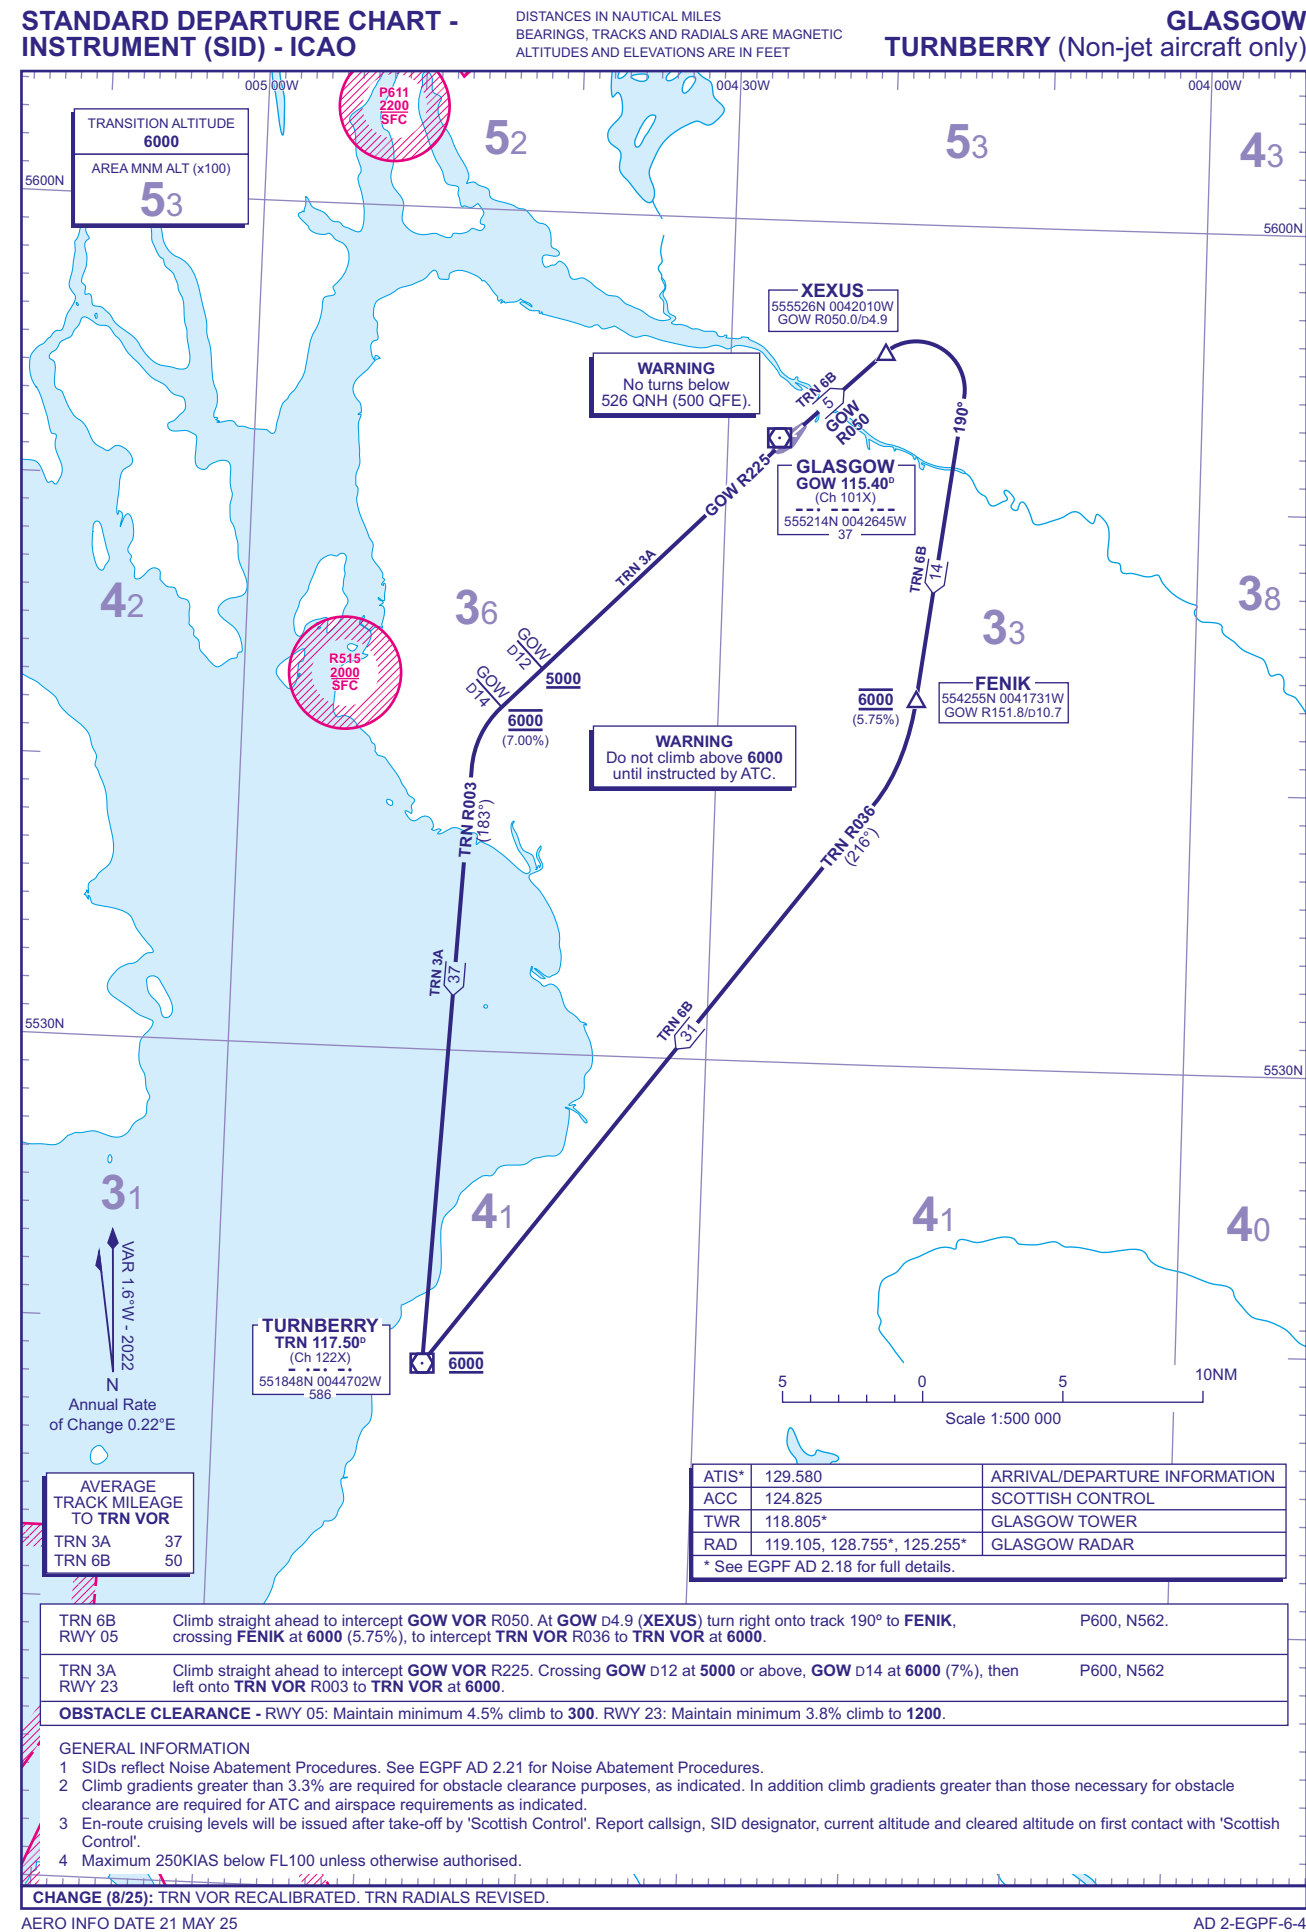 STANDARD DEPARTURE CHART -
INSTRUMENT (SID) - ICAO
DISTANCES IN NAUTICAL MILES
BEARINGS, TRACKS AND RADIALS ARE MAGNETIC
ALTITUDES AND ELEVATIONS ARE IN FEET
GLASGOW
TURNBERRY (Non-jet aircraft only)
005 00W
004 30W
004 00W
P611
2200
SFC
TRANSITION ALTITUDE
6000
AREA MNM ALT (x100)
53
52
53
43
5600N
5600N
XEXUS
555526N 0042010W
GOW R050.0/D4.9
WARNING
No turns below
526 QNH (500 QFE).
TRN 6B
5
GOW
R050
190°
GLASGOW
GOW 115.40D
(Ch 101X)
555214N 0042645W
37
GOW R225
TRN 3A
TRN 6B
14
42
36
38
33
R515
2000
SFC
GOW
D12
5000
GOW
D14
6000
(7.00%)
FENIK
554255N 0041731W
GOW R151.8/D10.7
6000
(5.75%)
WARNING
Do not climb above 6000
until instructed by ATC.
TRN R003
(183°)
TRN R036
(216°)
TRN 3A
37
TRN 6B
31
5530N
5530N
31
41
41
40
VAR 1.6°W - 2022
N
Annual Rate
of Change 0.22°E
TURNBERRY
TRN 117.50D
(Ch 122X)
551848N 0044702W
586
6000
5 0 5 10NM
Scale 1:500 000
AVERAGE
TRACK MILEAGE
TO TRN VOR
TRN 3A 37
TRN 6B 50
ATIS* 129.580 ARRIVAL/DEPARTURE INFORMATION
ACC 124.825 SCOTTISH CONTROL
TWR 118.805* GLASGOW TOWER
RAD 119.105, 128.755*, 125.255* GLASGOW RADAR
* See EGPF AD 2.18 for full details.
TRN 6B Climb straight ahead to intercept GOW VOR R050. At GOW D4.9 (XEXUS) turn right onto track 190º to FENIK, P600, N562.
RWY 05 crossing FENIK at 6000 (5.75%), to intercept TRN VOR R036 to TRN VOR at 6000.
TRN 3A Climb straight ahead to intercept GOW VOR R225. Crossing GOW D12 at 5000 or above, GOW D14 at 6000 (7%), then P600, N562
RWY 23 left onto TRN VOR R003 to TRN VOR at 6000.
OBSTACLE CLEARANCE - RWY 05: Maintain minimum 4.5% climb to 300. RWY 23: Maintain minimum 3.8% climb to 1200.
GENERAL INFORMATION
1 SIDs reflect Noise Abatement Procedures. See EGPF AD 2.21 for Noise Abatement Procedures.
2 Climb gradients greater than 3.3% are required for obstacle clearance purposes, as indicated. In addition climb gradients greater than those necessary for obstacle
clearance are required for ATC and airspace requirements as indicated.
3 En-route cruising levels will be issued after take-off by 'Scottish Control'. Report callsign, SID designator, current altitude and cleared altitude on first contact with 'Scottish
Control'.
4 Maximum 250KIAS below FL100 unless otherwise authorised.
CHANGE (8/25): TRN VOR RECALIBRATED. TRN RADIALS REVISED.
AERO INFO DATE 21 MAY 25
AD 2-EGPF-6-4